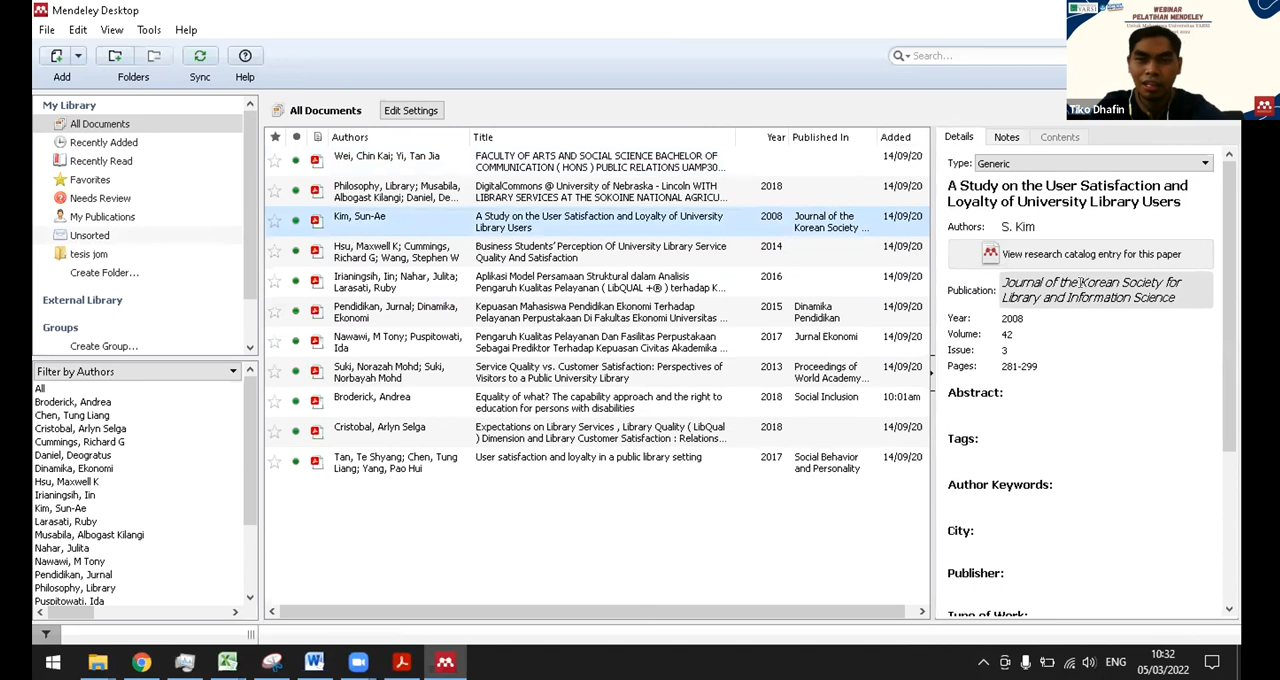 Mendeley Desktop
File Edit View Tools Help
Add Folders Sync Help
Search...
YARSI
WEBINAR
PELATIHAN MENDELEY
Tiko Dhafin
My Library
All Documents
Recently Added
Recently Read
Favorites
Needs Review
My Publications
Unsorted
tesis jom
Create Folder...
External Library
Groups
Create Group...
Filter by Authors
All
Broderick, Andrea
Chen, Tung Liang
Cristobal, Arlyn Selga
Cummings, Richard G
Daniel, Deogratus
Dinamika, Ekonomi
Hsu, Maxwell K
Irianingsih, Iin
Kim, Sun-Ae
Larasati, Ruby
Musabila, Albogast Kilangi
Nahar, Julita
Nawawi, M Tony
Pendidikan, Jurnal
Philosophy, Library
Puspitowati, Ida
All Documents Edit Settings
Authors Title Year Published In Added
Wei, Chin Kai; Yi, Tan Jia FACULTY OF ARTS AND SOCIAL SCIENCE BACHELOR OF 14/09/20
COMMUNICATION ( HONS ) PUBLIC RELATIONS UAMP30...
Philosophy, Library; Musabila, DigitalCommons @ University of Nebraska - Lincoln WITH 2018 14/09/20
Albogast Kilangi; Daniel, De... LIBRARY SERVICES AT THE SOKOINE NATIONAL AGRICU...
Kim, Sun-Ae A Study on the User Satisfaction and Loyalty of University 2008 Journal of the 14/09/20
Library Users Korean Society ...
Hsu, Maxwell K; Cummings, Business Students' Perception Of University Library Service 2014 14/09/20
Richard G; Wang, Stephen W Quality And Satisfaction
Irianingsih, Iin; Nahar, Julita; Aplikasi Model Persamaan Struktural dalam Analisis 2016 14/09/20
Larasati, Ruby Pengaruh Kualitas Pelayanan ( LibQUAL +® ) terhadap K...
Pendidikan, Jurnal; Dinamika, Kepuasan Mahasiswa Pendidikan Ekonomi Terhadap 2015 Dinamika 14/09/20
Ekonomi Pelayanan Perpustakaan Di Fakultas Ekonomi Univers... Pendidikan
Nawawi, M Tony; Puspitowati, Pengaruh Kualitas Pelayanan Dan Fasilitas Perpustakaan 2017 Jurnal Ekonomi 14/09/20
Ida Sebagai Prediktor Terhadap Kepuasan Civitas Akademika ...
Suki, Norazah Mohd; Suki, Service Quality vs. Customer Satisfaction: Perspectives of 2013 Proceedings of 14/09/20
Norbayah Mohd Visitors to a Public University Library World Academy...
Broderick, Andrea Equality of what? The capability approach and the right to 2018 Social Inclusion 10:01am
education for persons with disabilities
Cristobal, Arlyn Selga Expectations on Library Services , Library Quality ( LibQual 2018 14/09/20
) Dimension and Library Customer Satisfaction : Relations...
Tan, Te Shyang; Chen, Tung User satisfaction and loyalty in a public library setting 2017 Social Behavior 14/09/20
Liang; Yang, Pao Hui and Personality
Details Notes Contents
Type: Generic
A Study on the User Satisfaction and
Loyalty of University Library Users
Authors: S. Kim
View research catalog entry for this paper
Publication: Journal of the Korean Society for
Library and Information Science
Year: 2008
Volume: 42
Issue: 3
Pages: 281-299
Abstract:
Tags:
Author Keywords:
City:
Publisher:
Type of Work:
ENG
10:32
05/03/2022